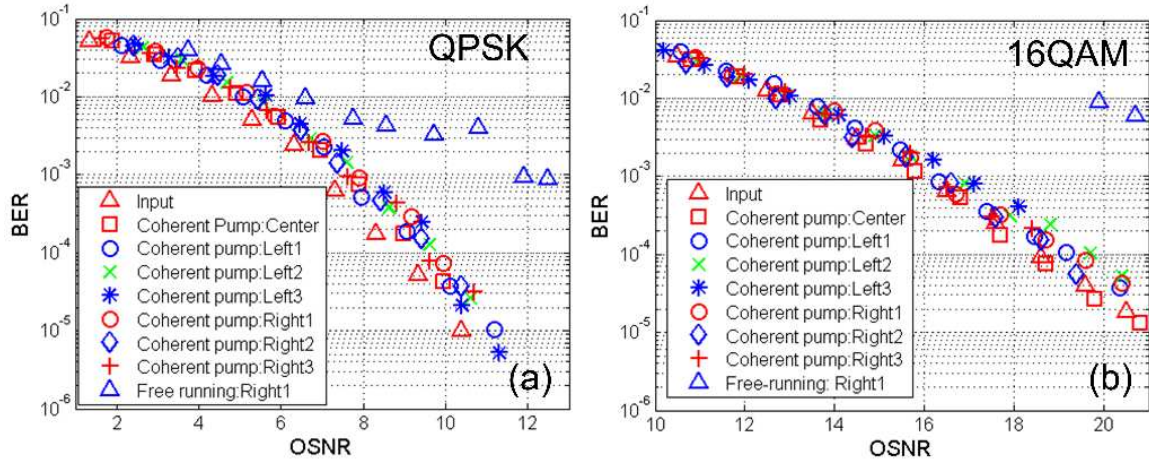 QPSK
10^-1
10^-2
10^-3
10^-4
10^-5
10^-6
BER
Input
Coherent Pump:Center
Coherent pump:Left1
Coherent pump:Left2
Coherent pump:Left3
Coherent pump:Right1
Coherent pump:Right2
Coherent pump:Right3
Free running:Right1
(a)
2 4 6 8 10 12
OSNR
16QAM
10^-1
10^-2
10^-3
10^-4
10^-5
10^-6
BER
Input
Coherent pump:Center
Coherent pump:Left1
Coherent pump:Left2
Coherent pump:Left3
Coherent pump:Right1
Coherent pump:Right2
Coherent pump:Right3
Free-running: Right1
(b)
10 12 14 16 18 20
OSNR